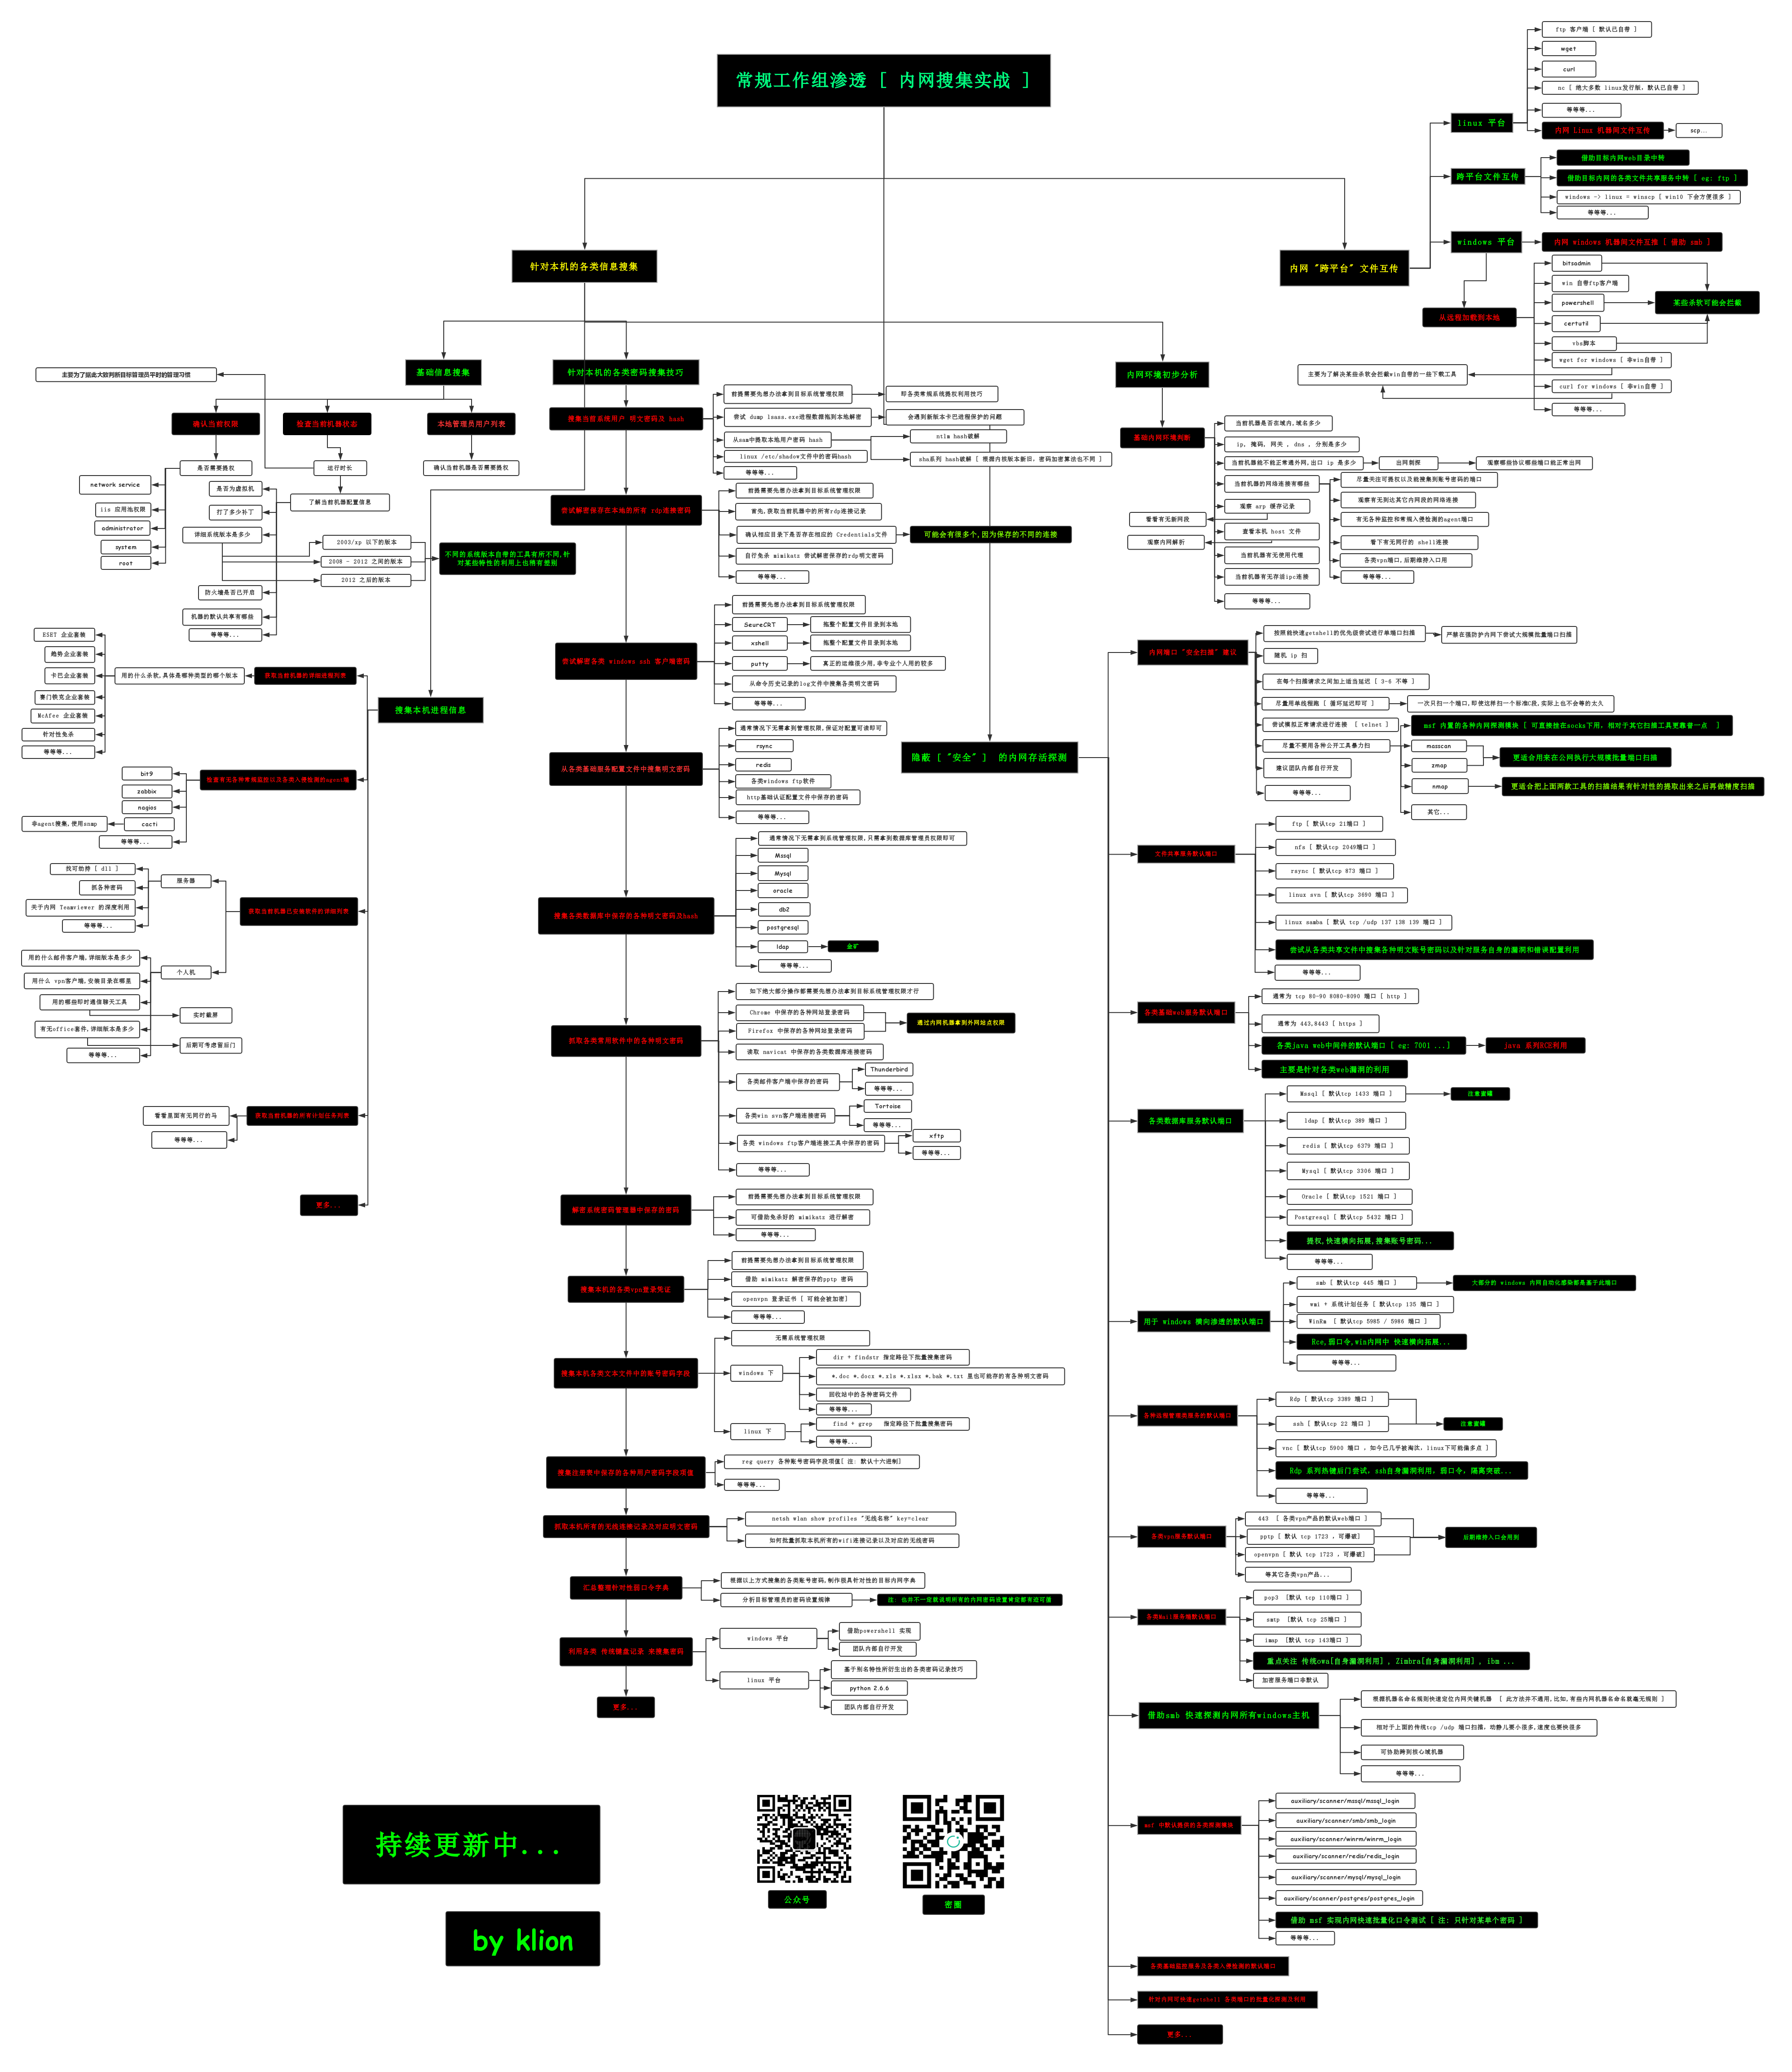 常规工作组渗透 [ 内网搜集实战 ]
ftp 客户端 [ 默认已自带 ]
wget
curl
nc [ 绝大多数 linux发行版，默认已自带 ]
等等等...
内网 Linux 机器间文件互传
scp...
linux 平台
借助目标内网web目录中转
借助目标内网的各类文件共享服务中转 [ eg: ftp ]
windows -> linux = winscp [ win10 下会方便很多 ]
等等等...
跨平台文件互传
windows 平台
内网 windows 机器间文件互接 [ 借助 smb ]
内网 "跨平台" 文件互传
从远程加载到本地
bitsadmin
win 自带ftp客户端
powershell
certutil
vbs脚本
wget for windows [ 非win自带 ]
curl for windows [ 非win自带 ]
等等等...
某些杀软可能会拦截
主要为了解决某些杀软会拦截win自带的一些下载工具
针对本机的各类信息搜集
基础信息搜集
主要为了据此大致判断目标管理员平时的管理习惯
确认当前权限
检查当前机器状态
本地管理员用户列表
是否需要提权
运行时长
确认当前机器是否需要提权
network service
iis 应用池权限
administrator
system
root
了解当前机器配置信息
是否为虚拟机
打了多少补丁
详细系统版本是多少
2003/xp 以下的版本
2008 - 2012 之间的版本
2012 之后的版本
不同的系统版本自带的工具有所不同,针
对某些特性的利用上也稍有差别
防火墙是否已开启
机器的默认共享有哪些
等等等...
搜集本机进程信息
获取当前机器的详细进程列表
用的什么杀软,具体是哪种类型的哪个版本
ESET 企业套装
趋势企业套装
卡巴企业套装
赛门铁克企业套装
McAfee 企业套装
针对性免杀
等等等...
检查有无各种常规监控以及各类入侵检测的agent端
bit9
zabbix
nagios
cacti
非agent搜集,使用snmp
等等等...
获取当前机器已安装软件的详细列表
服务器
找可劫持 [ dll ]
抓各种密码
关于内网 Teamviewer 的深度利用
等等等...
个人机
用的什么邮件客户端,详细版本是多少
用什么 vpn客户端,安装目录在哪里
用的哪些即时通信聊天工具
实时截屏
有无office套件,详细版本是多少
后期可考虑留后门
等等等...
获取当前机器的所有计划任务列表
看看里面有无同行的马
等等等...
更多...
针对本机的各类密码搜集技巧
搜集当前系统用户 明文密码及 hash
前提需要先想办法拿到目标系统管理权限
即各类常规系统提权利用技巧
尝试 dump lsass.exe进程数据拖到本地解密
会遇到新版本卡巴进程保护的问题
从sam中提取本地用户密码 hash
ntlm hash破解
linux /etc/shadow文件中的密码hash
sha系列 hash破解 [ 根据内核版本新旧，密码加密算法也不同 ]
等等等...
尝试解密保存在本地的所有 rdp连接密码
前提需要先想办法拿到目标系统管理权限
首先,获取当前机器中的所有rdp连接记录
确认相应目录下是否存在相应的 Credentials文件
可能会有很多个,因为保存的不同的连接
自行免杀 mimikatz 尝试解密保存的rdp明文密码
等等等...
尝试解密各类 windows ssh 客户端密码
前提需要先想办法拿到目标系统管理权限
SeureCRT
拖整个配置文件目录到本地
xshell
拖整个配置文件目录到本地
putty
真正的运维很少用,非专业个人用的较多
从命令历史记录的log文件中搜集各类明文密码
等等等...
从各类基础服务配置文件中搜集明文密码
通常情况下无需拿到管理权限,保证对配置可读即可
rsync
redis
各类windows ftp软件
http基础认证配置文件中保存的密码
等等等...
搜集各类数据库中保存的各种明文密码及hash
通常情况下无需拿到系统管理权限,只需拿到数据库管理员权限即可
Mssql
Mysql
oracle
db2
postgresql
ldap
金矿
等等等...
抓取各类常用软件中的各种明文密码
如下绝大部分操作都需要先想办法拿到目标系统管理权限才行
Chrome 中保存的各种网站登录密码
Firefox 中保存的各种网站登录密码
通过内网机器拿到外网站点权限
读取 navicat 中保存的各类数据库连接密码
各类邮件客户端中保存的密码
Thunderbird
等等等...
各类win svn客户端连接密码
Tortoise
等等等...
各类 windows ftp客户端连接工具中保存的密码
xftp
等等等...
等等等...
解密系统密码管理器中保存的密码
前提需要先想办法拿到目标系统管理权限
可借助免杀好的 mimikatz 进行解密
等等等...
搜集本机的各类vpn登录凭证
前提需要先想办法拿到目标系统管理权限
借助 mimikatz 解密保存的pptp 密码
openvpn 登录证书 [ 可能会被加密]
等等等...
搜集本机各类文本文件中的账号密码字段
无需系统管理权限
windows 下
dir + findstr 指定路径下批量搜集密码
*.doc *.docx *.xls *.xlsx *.bak *.txt 里也可能存的有各种明文密码
回收站中的各种密码文件
等等等...
linux 下
find + grep 指定路径下批量搜集密码
等等等...
搜集注册表中保存的各种用户密码字段项值
reg query 各种账号密码字段项值[ 注: 默认十六进制]
等等等...
抓取本机所有的无线连接记录及对应明文密码
netsh wlan show profiles "无线名称" key=clear
如何批量抓取本机所有的wifi连接记录以及对应的无线密码
汇总整理针对性弱口令字典
根据以上方式搜集的各类账号密码,制作极具针对性的目标内网字典
分析目标管理员的密码设置规律
注: 也并不一定就说明所有的内网密码设置肯定都有迹可循
利用各类 传统键盘记录 来搜集密码
windows 平台
借助powershell 实现
团队内部自行开发
linux 平台
基于别名特性所衍生出的各类密码记录技巧
python 2.6.6
团队内部自行开发
更多...
内网环境初步分析
基础内网环境判断
当前机器是否在域内,域名多少
ip, 掩码, 网关 , dns , 分别是多少
当前机器能不能正常通外网,出口 ip 是多少
出网刺探
观察哪些协议哪些端口能正常出网
当前机器的网络连接有哪些
尽量关注可提权以及能搜集到账号密码的端口
观察有无到达其它内网段的网络连接
有无各种监控和常规入侵检测的agent端口
看下有无同行的 shell连接
各类vpn端口,后期维持入口用
等等等...
观察 arp 缓存记录
看看有无新网段
查看本机 host 文件
观察内网解析
当前机器有无使用代理
当前机器有无存活ipc连接
等等等...
隐蔽 [ "安全" ] 的内网存活探测
内网端口 "安全扫描" 建议
按照能快速getshell的优先级尝试进行单端口扫描
严禁在强防护内网下尝试大规模批量端口扫描
随机 ip 扫
在每个扫描请求之间加上适当延迟 [ 3-6 不等 ]
尽量用单线程跑 [ 循环延迟即可 ]
一次只扫一个端口,即使这样扫一个标准C段,实际上也不会等的太久
尝试模拟正常请求进行连接 [ telnet ]
尽量不要用各种公开工具暴力扫
msf 内置的各种内网探测模块 [ 可直接他在socks下用，相对于其它扫描工具更靠普一点 ]
masscan
zmap
更适合用来在公网执行大规模批量端口扫描
nmap
更适合把上面两款工具的扫描结果有针对性的提取出来之后再做精度扫描
其它...
建议团队内部自行开发
等等等...
文件共享服务默认端口
ftp [ 默认tcp 21端口 ]
nfs [ 默认tcp 2049端口 ]
rsync [ 默认tcp 873 端口 ]
linux svn [ 默认tcp 3690 端口 ]
linux samba [ 默认 tcp /udp 137 138 139 端口 ]
尝试从各类共享文件中搜集各种明文账号密码以及针对服务自身的漏洞和错误配置利用
等等等...
各类基础web服务默认端口
通常为 tcp 80-90 8080-8090 端口 [ http ]
通常为 443,8443 [ https ]
各类java web中间件的默认端口 [ eg: 7001 ...]
java 系列RCE利用
主要是针对各类web漏洞的利用
各类数据库服务默认端口
Mssql [ 默认tcp 1433 端口 ]
注意蜜罐
ldap [ 默认tcp 389 端口 ]
redis [ 默认tcp 6379 端口 ]
Mysql [ 默认tcp 3306 端口 ]
Oracle [ 默认tcp 1521 端口 ]
Postgresql [ 默认tcp 5432 端口 ]
提权,快速横向拓展,搜集账号密码...
等等等...
用于 windows 横向渗透的默认端口
smb [ 默认tcp 445 端口 ]
大部分的 windows 内网自动化感染都是基于此端口
wmi + 系统计划任务 [ 默认tcp 135 端口 ]
WinRm [ 默认tcp 5985 / 5986 端口 ]
Rce,弱口令,win内网中 快速横向拓展...
等等等...
各种远程管理类服务的默认端口
Rdp [ 默认tcp 3389 端口 ]
ssh [ 默认tcp 22 端口 ]
注意蜜罐
vnc [ 默认tcp 5900 端口 , 如今已几乎被淘汰, linux下可能偏多点 ]
Rdp 系列热键后门尝试，ssh自身漏洞利用，弱口令，隔离突破...
等等等...
各类vpn服务默认端口
443 [ 各类vpn产品的默认web端口 ]
pptp [ 默认 tcp 1723 , 可爆破]
openvpn [ 默认 tcp 1723 , 可爆破]
等其它各类vpn产品...
后期维持入口会用到
各类Mail服务端默认端口
pop3 [默认 tcp 110端口 ]
smtp [默认 tcp 25端口 ]
imap [默认 tcp 143端口 ]
重点关注 传统owa[自身漏洞利用] , Zimbra[自身漏洞利用] , ibm ...
加密服务端口非默认
借助smb 快速探测内网所有windows主机
根据机器名命名规则快速定位内网关键机器 [ 此方法并不通用,比如,有些内网机器名命名就毫无规则 ]
相对于上面的传统tcp /udp 端口扫描, 动静儿要小很多,速度也要快很多
可协助跨到核心域机器
等等等...
msf 中默认提供的各类爆破模块
auxiliary/scanner/mssql/mssql_login
auxiliary/scanner/smb/smb_login
auxiliary/scanner/winrm/winrm_login
auxiliary/scanner/redis/redis_login
auxiliary/scanner/mysql/mysql_login
auxiliary/scanner/postgres/postgres_login
借助 msf 实现内网快速批量化口令测试 [ 注: 只针对某单个密码 ]
等等等...
各类基础监控服务及各类入侵检测的默认端口
针对内网可快速getshell 各类端口的批量化探测及利用
更多...
持续更新中...
by klion
公众号
密圈